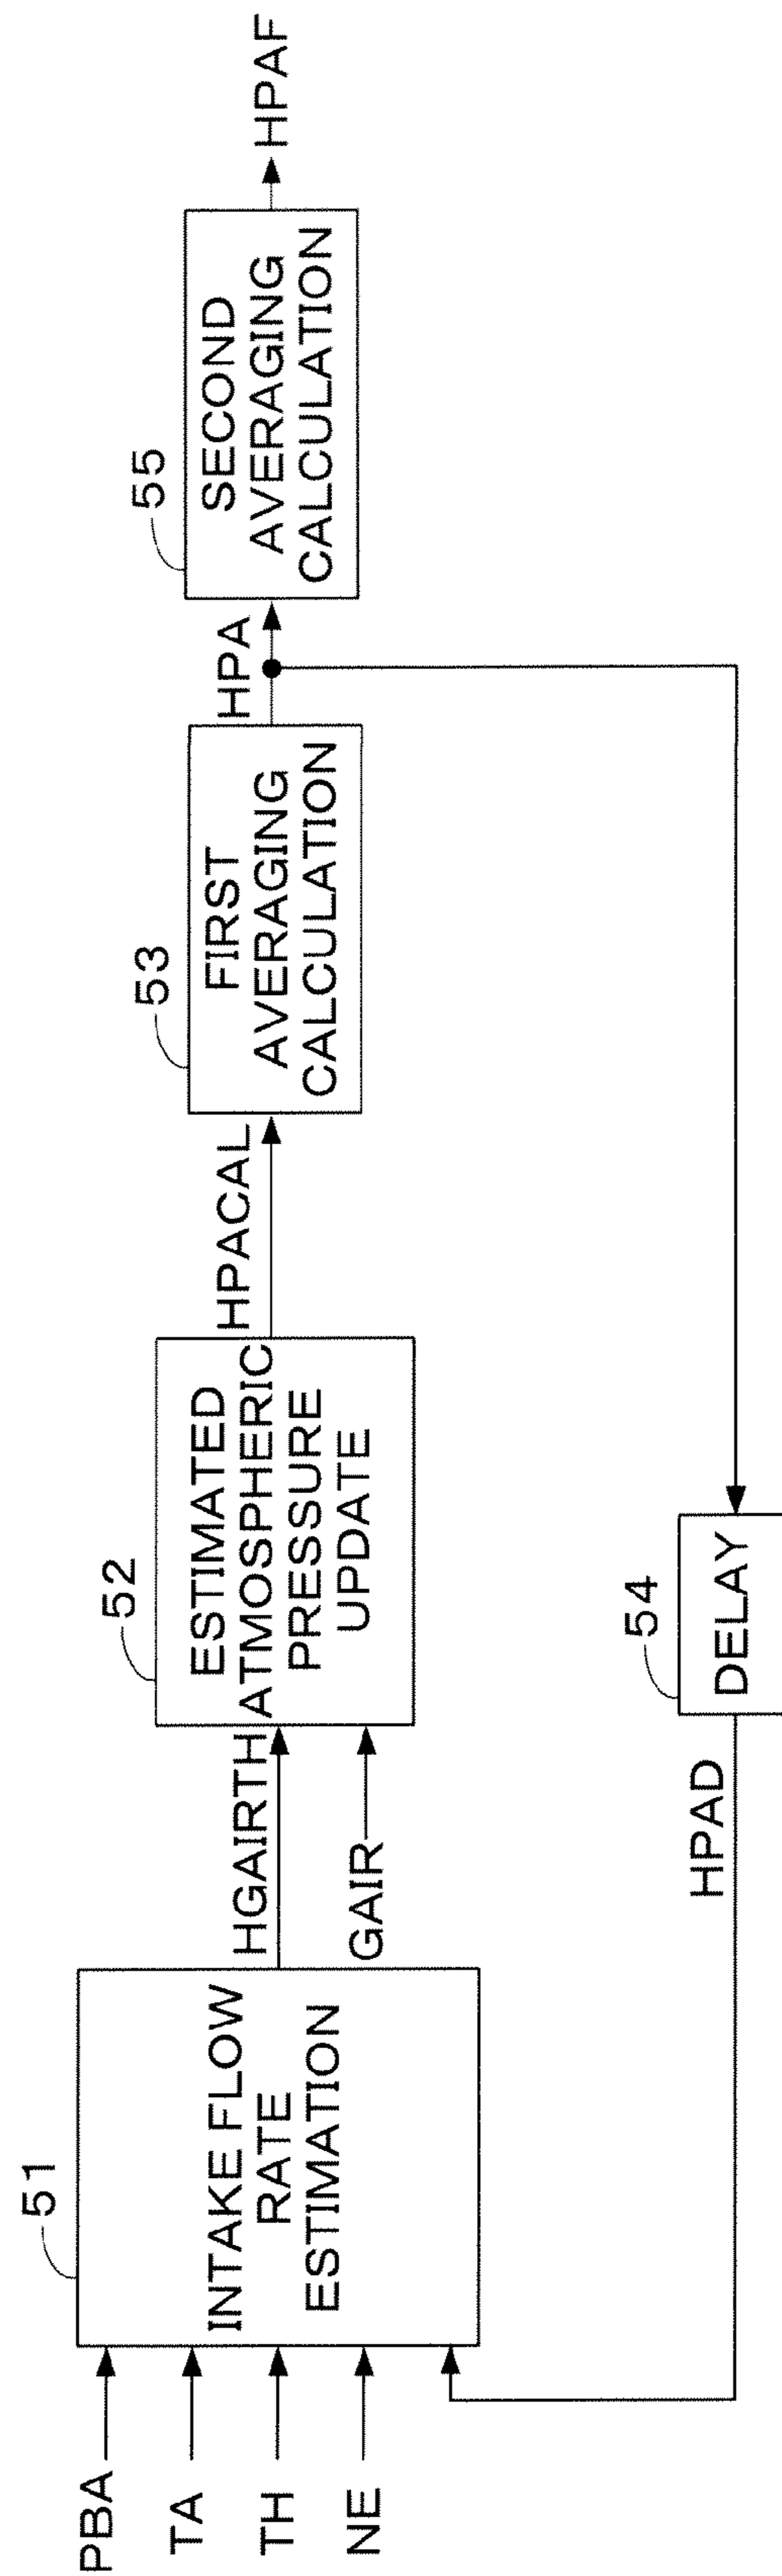 PBA
TA
TH
NE
51
INTAKE FLOW
RATE
ESTIMATION
HGAIRTH
GAIR
52
ESTIMATED
ATMOSPHERIC
PRESSURE
UPDATE
HPACAL
53
FIRST
AVERAGING
CALCULATION
HPA
55
SECOND
AVERAGING
CALCULATION
HPAF
HPAD
54
DELAY